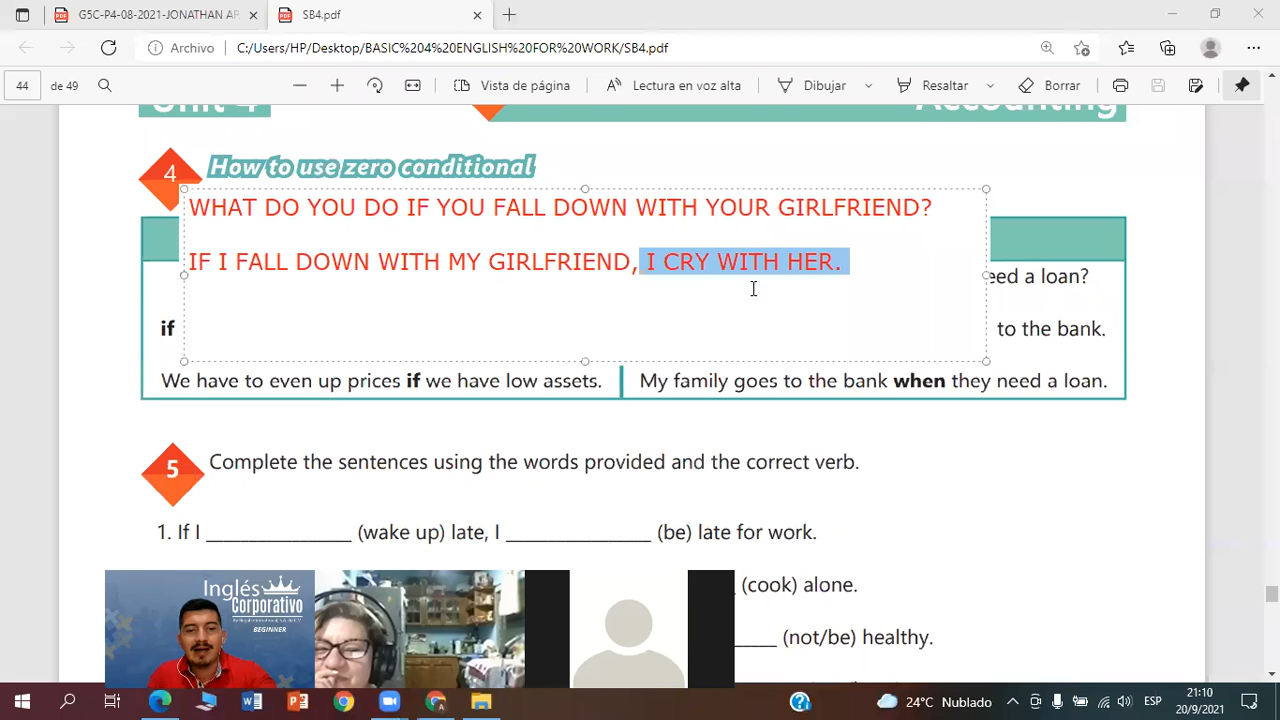 G5C-P4-08-2021-JONATHAN AR
SB4.pdf
Archivo
C:/Users/HP/Desktop/BASIC%204%20ENGLISH%20FOR%20WORK/SB4.pdf
44 de 49
Vista de página
Lectura en voz alta
Dibujar
Resaltar
Borrar
Unit 4
Accounting
4 How to use zero conditional
WHAT DO YOU DO IF YOU FALL DOWN WITH YOUR GIRLFRIEND?
IF I FALL DOWN WITH MY GIRLFRIEND, I CRY WITH HER.
eed a loan?
if
to the bank.
We have to even up prices if we have low assets.
My family goes to the bank when they need a loan.
5 Complete the sentences using the words provided and the correct verb.
1. If I ______________ (wake up) late, I ______________ (be) late for work.
(cook) alone.
____ (not/be) healthy.
Inglés
Corporativo
BEGINNER
24°C Nublado
ESP
21:10
20/9/2021